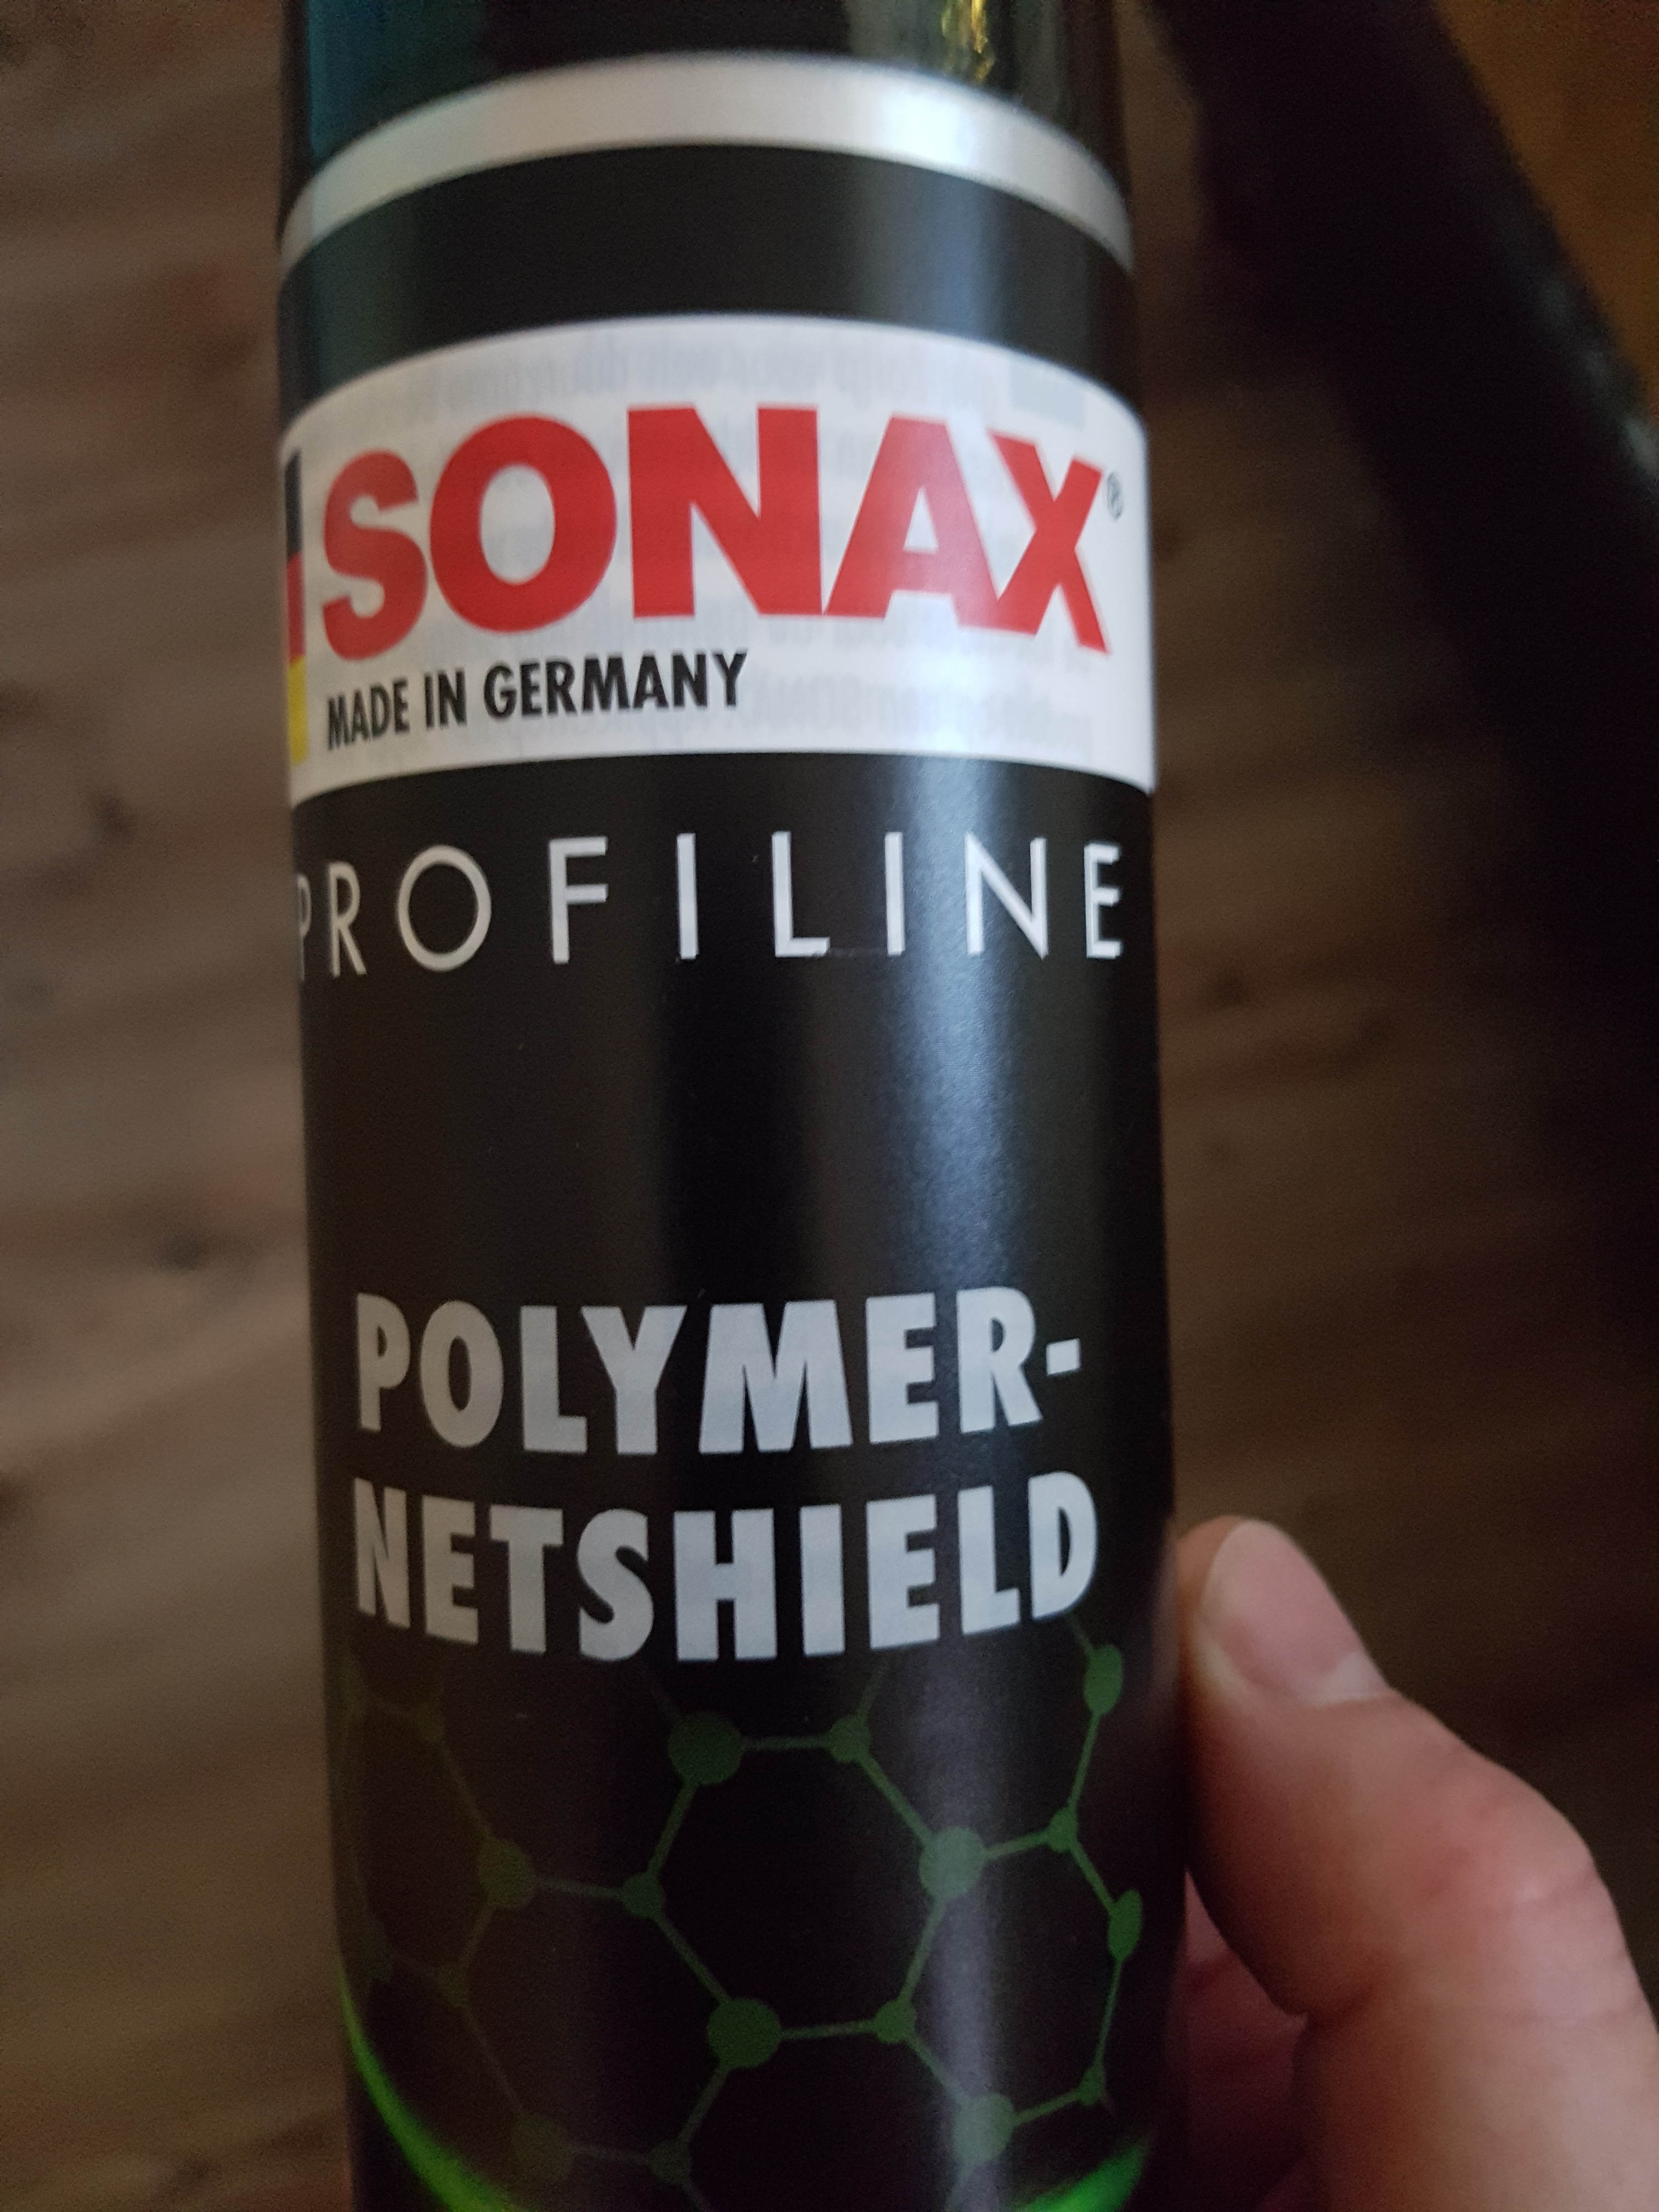 SONAX®
MADE IN GERMANY
PROFILINE
POLYMER-
NETSHIELD